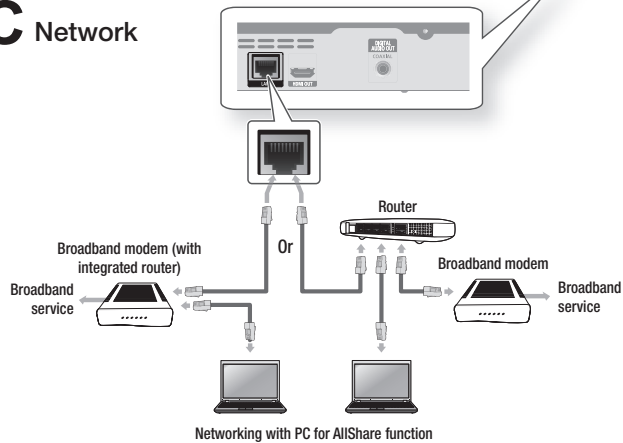 C Network
DIGITAL
AUDIO OUT
COAXIAL
LAN
HDMI OUT
Router
Or
Broadband modem (with
integrated router)
Broadband
service
Broadband modem
Broadband
service
Networking with PC for AllShare function